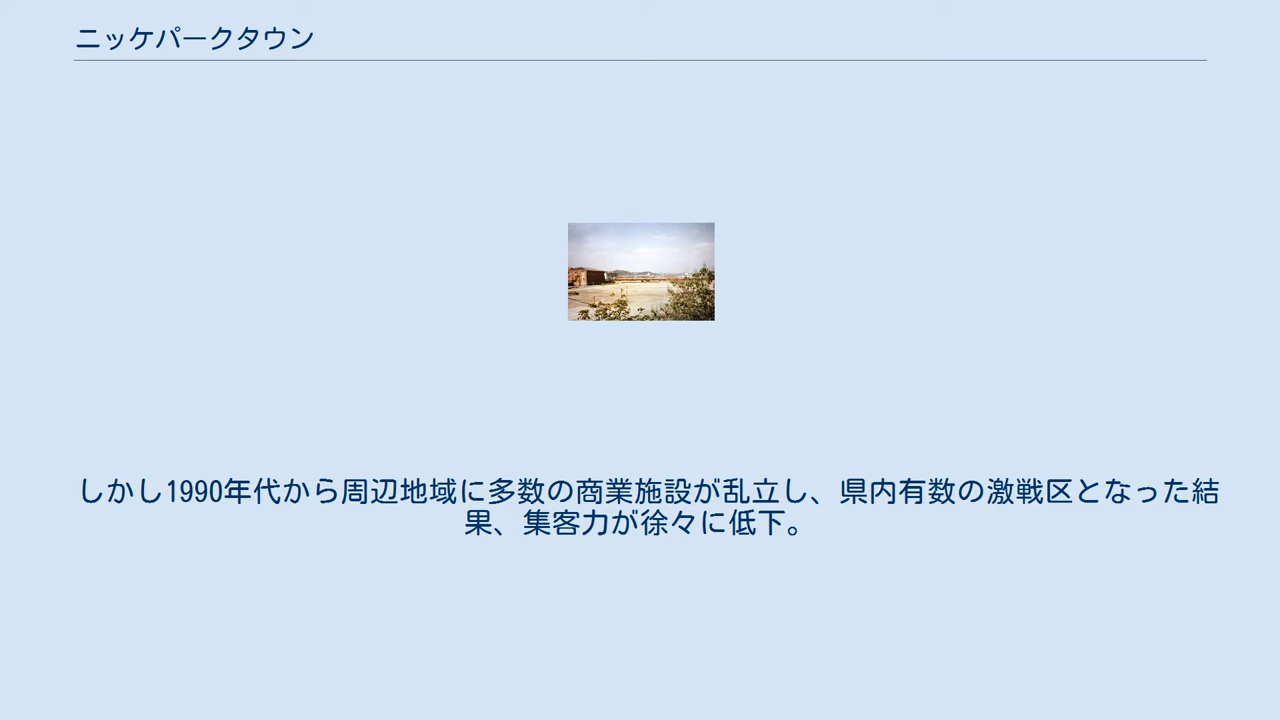 ニッケパークタウン
しかし1990年代から周辺地域に多数の商業施設が乱立し、県内有数の激戦区となった結
果、集客力が徐々に低下。